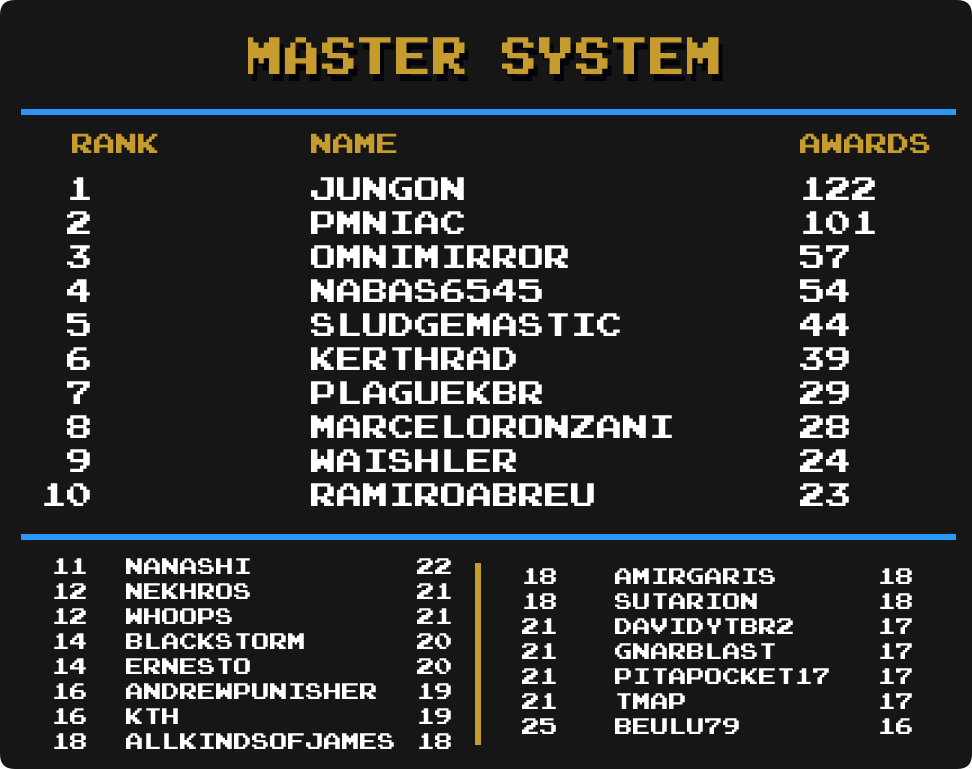 MASTER SYSTEM
RANK NAME AWARDS
1 JUNGON 122
2 PMNIAC 101
3 OMNIMIRROR 57
4 NABAS6545 54
5 SLUDGEMASTIC 44
6 KERTHRAD 39
7 PLAGUEKBR 29
8 MARCELORONZANI 28
9 WAISHLER 24
10 RAMIROABREU 23
11 NANASHI 22
12 NEKHROS 21
12 WHOOPS 21
14 BLACKSTORM 20
14 ERNESTO 20
16 ANDREWPUNISHER 19
16 KTH 19
18 ALLKINDSOFJAMES 18
18 AMIRGARIS 18
18 SUTARION 18
21 DAVIDYTBR2 17
21 GNARBLAST 17
21 PITAPOCKET17 17
21 TMAP 17
25 BEULU79 16